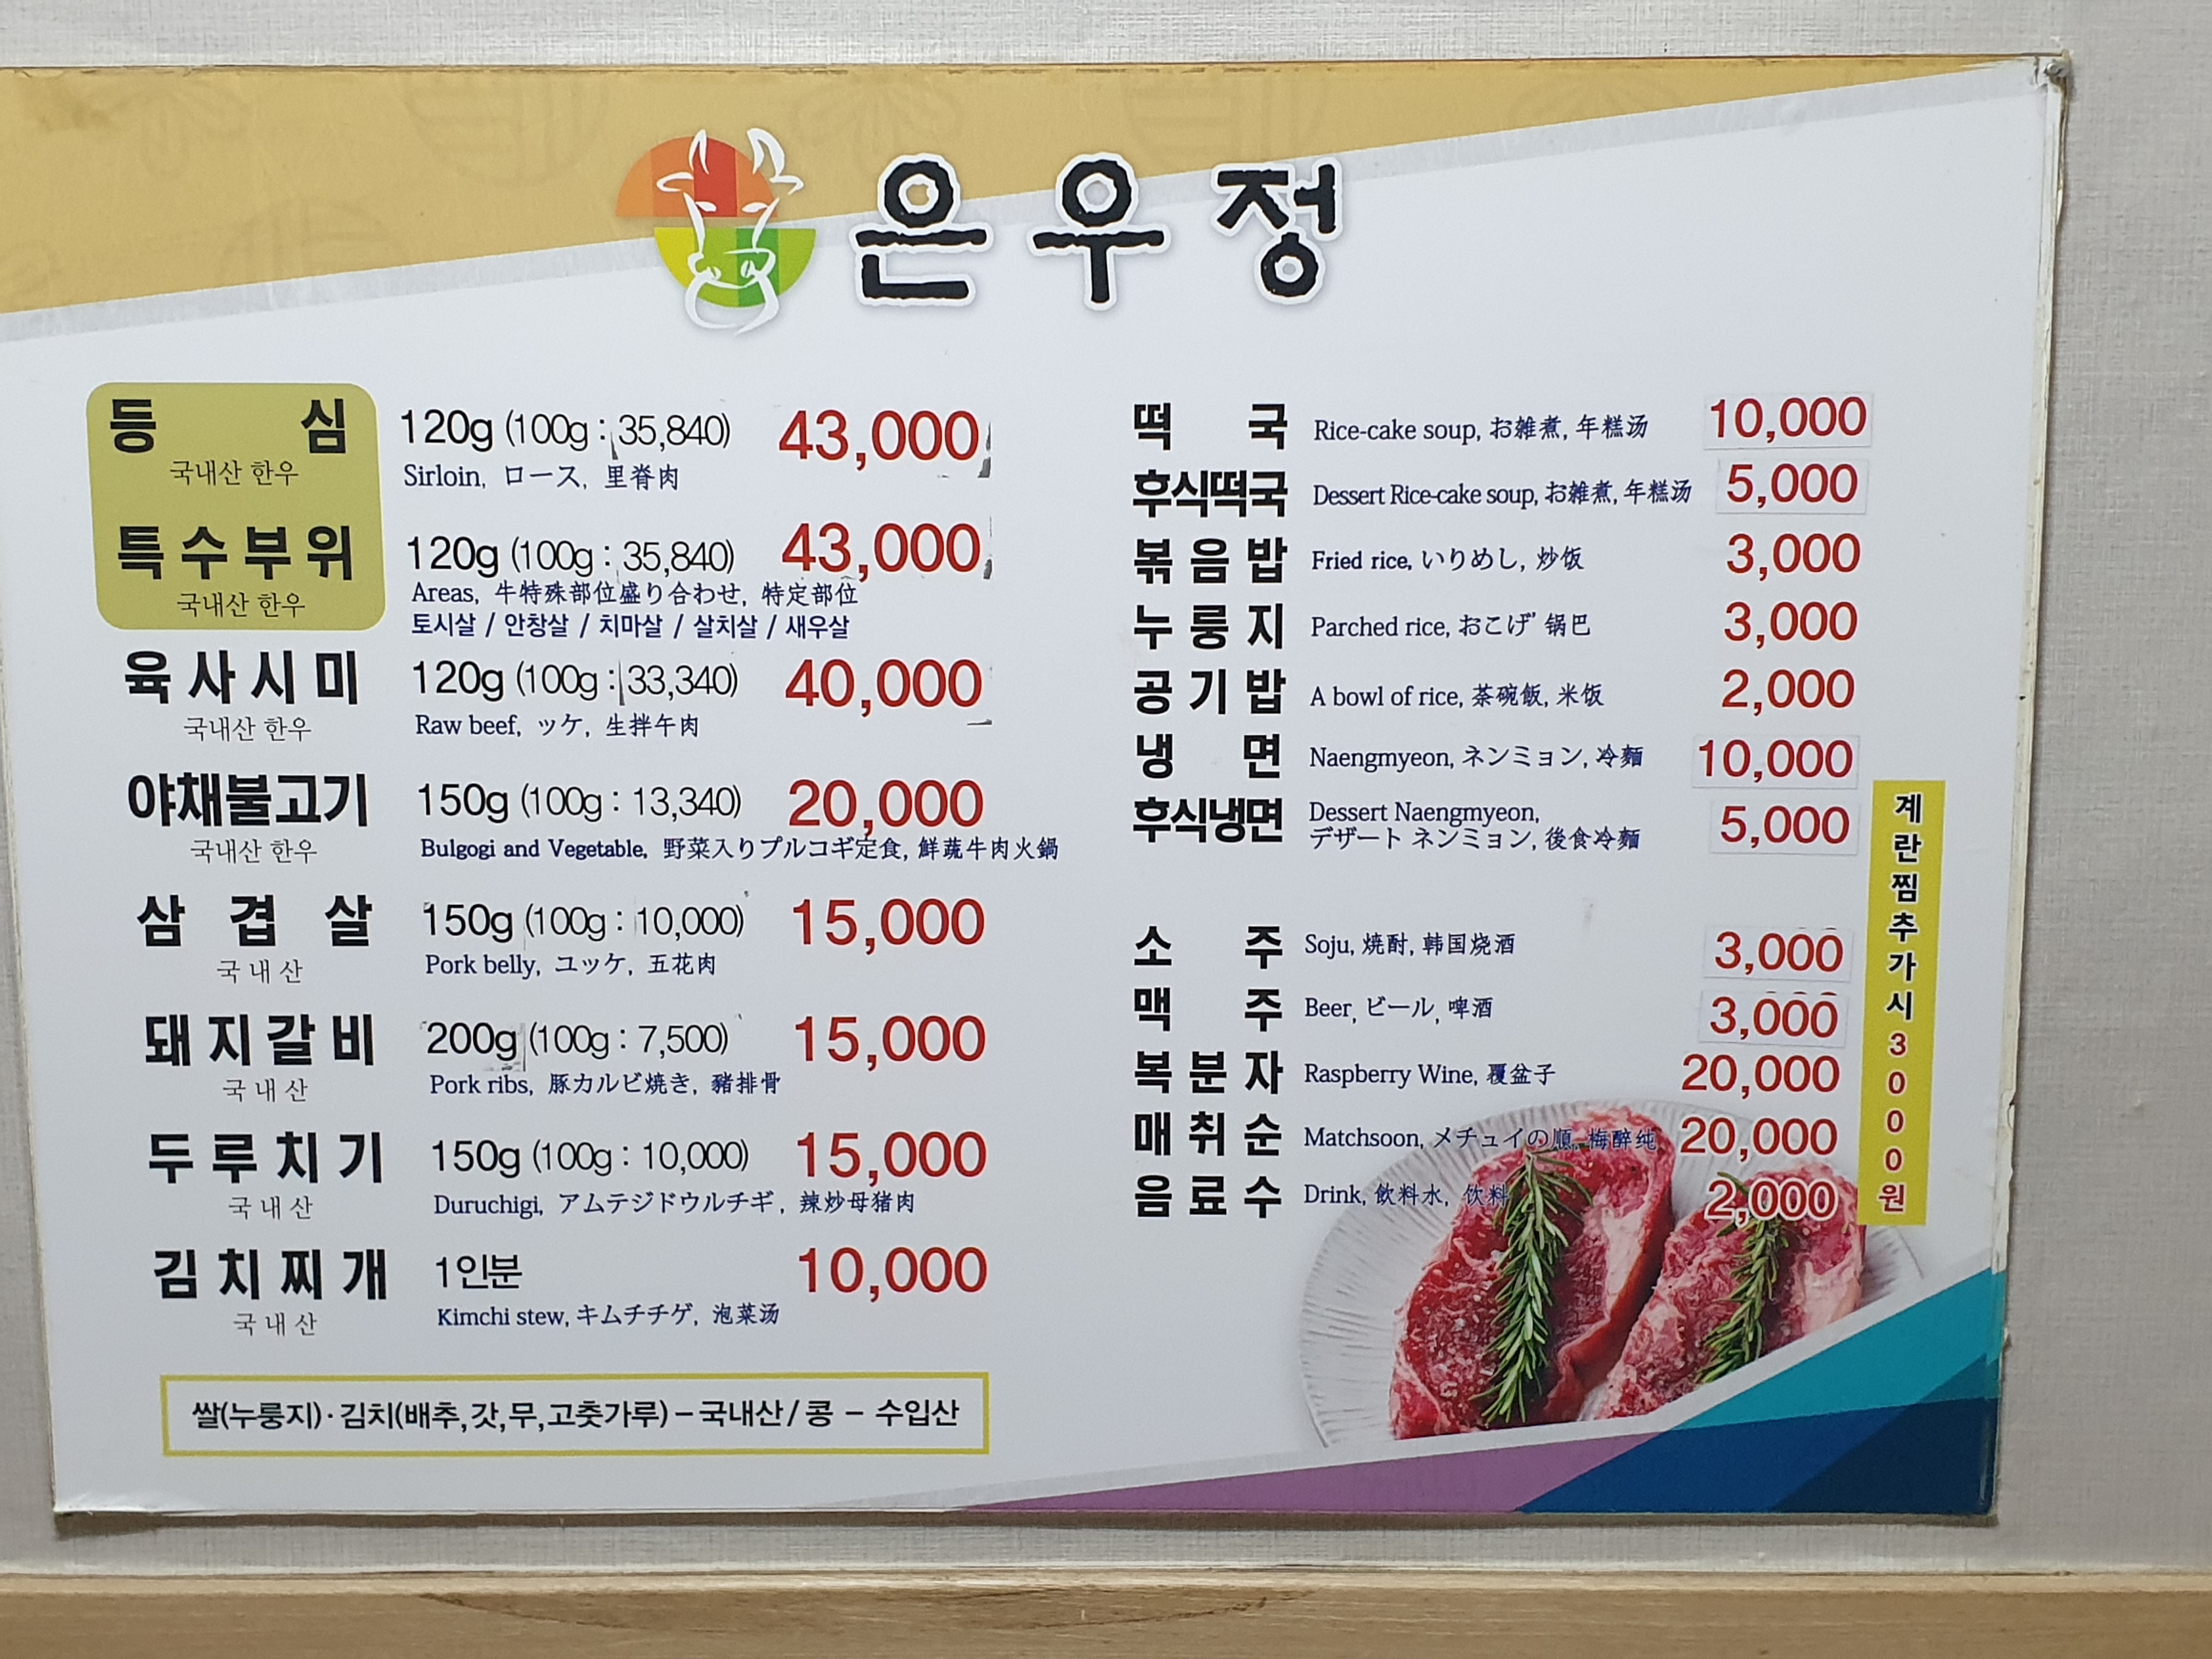 은우정
등심 120g (100g : 35,840) 43,000
국내산 한우 Sirloin, ロース, 里脊肉
특수부위 120g (100g : 35,840) 43,000
국내산 한우 Areas, 牛特殊部位盛り合わせ, 特定部位
토시살 / 안창살 / 치마살 / 살치살 / 새우살
육사시미 120g (100g : 33,340) 40,000
국내산 한우 Raw beef, ッケ, 生拌午肉
야채불고기 150g (100g : 13,340) 20,000
국내산 한우 Bulgogi and Vegetable, 野菜入りプルコギ定食, 鮮蔬牛肉火鍋
삼겹살 150g (100g : 10,000) 15,000
국내산 Pork belly, ユッケ, 五花肉
돼지갈비 200g (100g : 7,500) 15,000
국내산 Pork ribs, 豚カルビ焼き, 豬排骨
두루치기 150g (100g : 10,000) 15,000
국내산 Duruchigi, アムテジドウルチギ, 辣炒母猪肉
김치찌개 1인분 10,000
국내산 Kimchi stew, キムチチゲ, 泡菜汤
쌀(누룽지)·김치(배추,갓,무,고춧가루) – 국내산 / 콩 – 수입산
떡국 Rice-cake soup, お雑煮, 年糕汤 10,000
후식떡국 Dessert Rice-cake soup, お雑煮, 年糕汤 5,000
볶음밥 Fried rice, いりめし, 炒饭 3,000
누룽지 Parched rice, おこげ' 锅巴 3,000
공기밥 A bowl of rice, 茶碗飯, 米饭 2,000
냉면 Naengmyeon, ネンミョン, 冷麵 10,000
후식냉면 Dessert Naengmyeon, 5,000
デザート ネンミョン, 後食冷麵
소주 Soju, 焼酎, 韩国烧酒 3,000
맥주 Beer, ビール, 啤酒 3,000
복분자 Raspberry Wine, 覆盆子 20,000
매취순 Matchsoon, メチュイの順, 梅醉纯 20,000
음료수 Drink, 飲料水, 饮料 2,000
계란찜추가시3000원